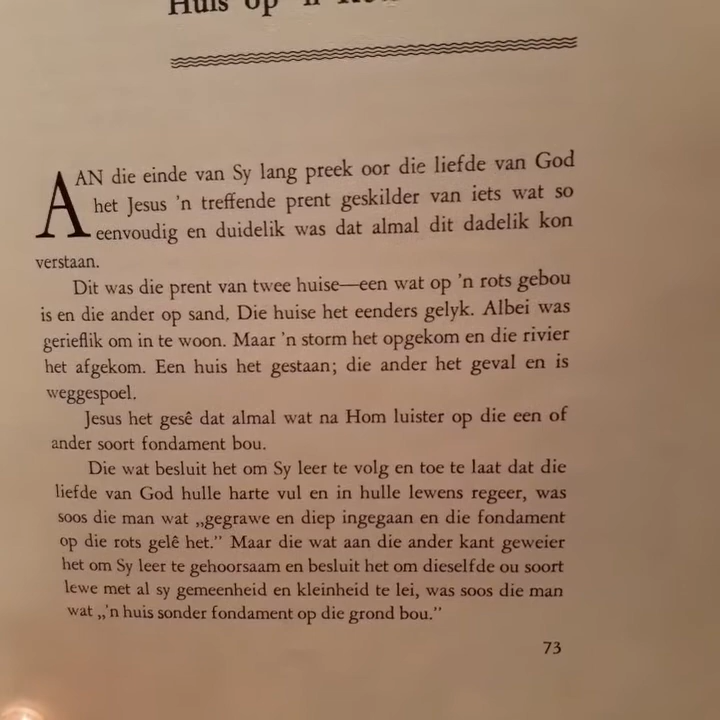 Huis op 'n
AAN die einde van Sy lang preek oor die liefde van God
het Jesus 'n treffende prent geskilder van iets wat so
eenvoudig en duidelik was dat almal dit dadelik kon
verstaan.
Dit was die prent van twee huise—een wat op 'n rots gebou
is en die ander op sand. Die huise het eenders gelyk. Albei was
gerieflik om in te woon. Maar 'n storm het opgekom en die rivier
het afgekom. Een huis het gestaan; die ander het geval en is
weggespoel.
Jesus het gesê dat almal wat na Hom luister op die een of
ander soort fondament bou.
Die wat besluit het om Sy leer te volg en toe te laat dat die
liefde van God hulle harte vul en in hulle lewens regeer, was
soos die man wat „gegrawe en diep ingegaan en die fondament
op die rots gelê het.” Maar die wat aan die ander kant geweier
het om Sy leer te gehoorsaam en besluit het om dieselfde ou soort
lewe met al sy gemeenheid en kleinheid te lei, was soos die man
wat „'n huis sonder fondament op die grond bou.”
73